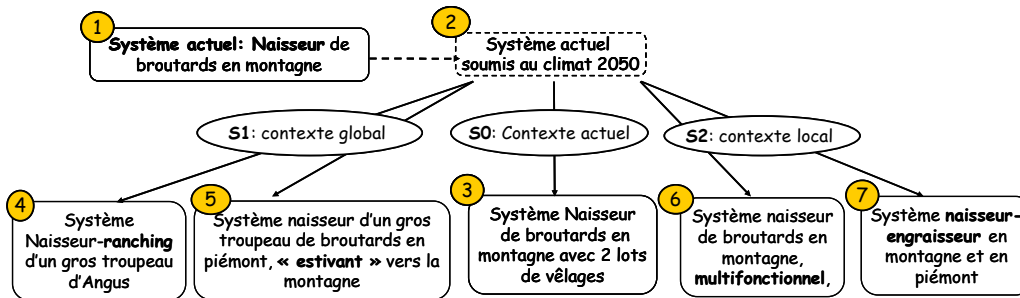 1
Système actuel: Naisseur de
broutards en montagne
2
Système actuel
soumis au climat 2050
S1: contexte global
S0: Contexte actuel
S2: contexte local
4
Système
Naisseur-ranching
d'un gros troupeau
d'Angus
5
Système naisseur d'un gros
troupeau de broutards en
piémont, « estivant » vers la
montagne
3
Système Naisseur
de broutards en
montagne avec 2 lots
de vêlages
6
Système naisseur
de broutards en
montagne,
multifonctionnel,
7
Système naisseur-
engraisseur en
montagne et en
piémont